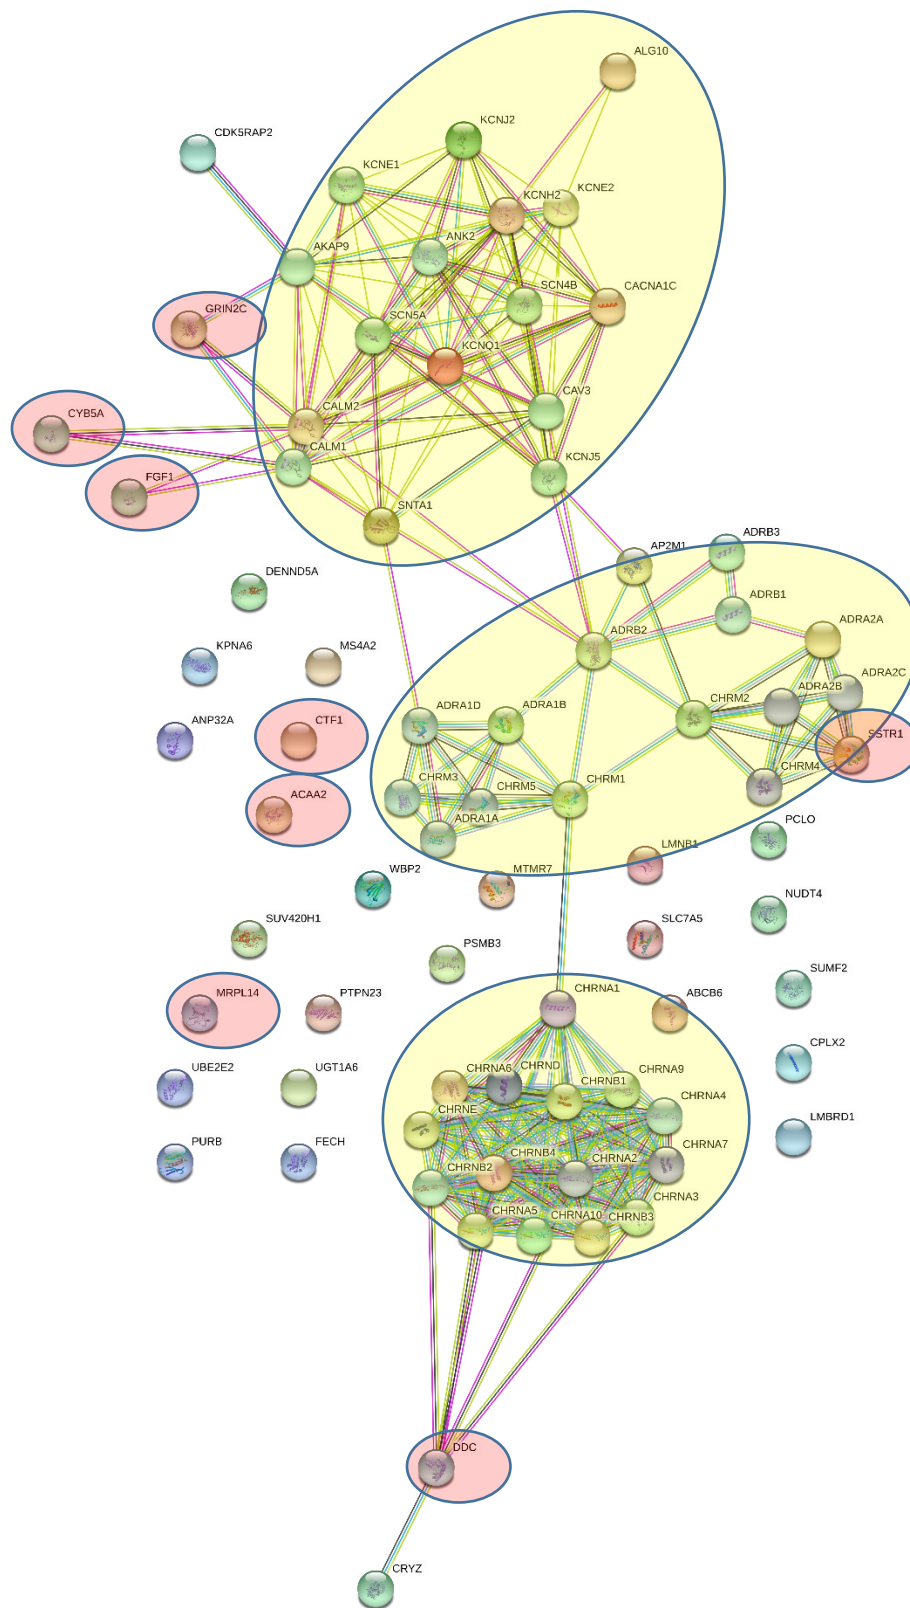 ALG10
CDK5RAP2
KCNJ2
KCNE1
KCNH2
KCNE2
AKAP9
ANK2
SCN4B
CACNA1C
GRIN2C
SCN5A
KCNQ1
CYB5A
CALM2
CAV3
CALM1
FGF1
KCNJ5
SNTA1
AP2M1
ADRB3
DENND5A
ADRB1
ADRA2A
KPNA6
MS4A2
ADRB2
ADRA2B
ADRA2C
ANP32A
CTF1
ADRA1D
ADRA1B
CHRM2
SSTR1
CHRM3
CHRM5
CHRM1
CHRM4
ACAA2
ADRA1A
PCLO
WBP2
MTMR7
LMNB1
NUDT4
SUV420H1
PSMB3
SLC7A5
SUMF2
MRPL14
PTPN23
CHRNA1
ABCB6
CPLX2
UBE2E2
UGT1A6
CHRNA6
CHRND
CHRNB1
CHRNA9
CHRNA4
CHRNE
LMBRD1
PURB
FECH
CHRNB2
CHRNB4
CHRNA2
CHRNA7
CHRNA3
CHRNA5
CHRNA10
CHRNB3
DDC
CRYZ